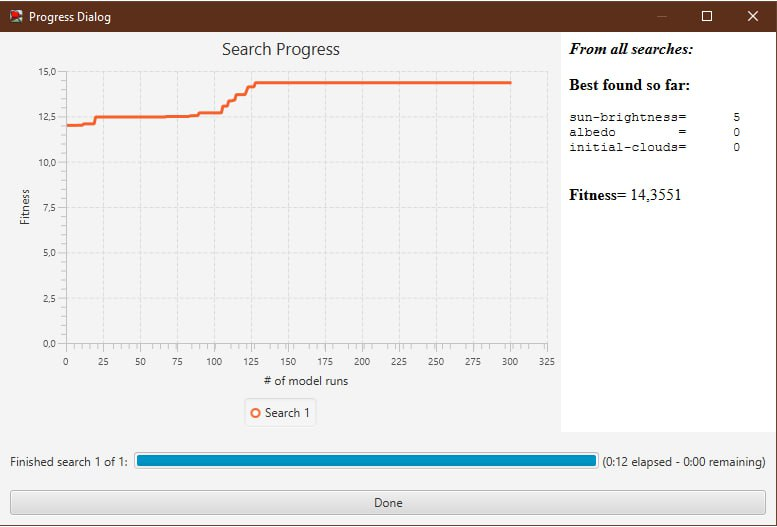 Progress Dialog
Search Progress
15,0
12,5
10,0
7,5
5,0
2,5
0,0
Fitness
0 25 50 75 100 125 150 175 200 225 250 275 300 325
# of model runs
Search 1
From all searches:
Best found so far:
sun-brightness= 5
albedo = 0
initial-clouds= 0
Fitness= 14,3551
Finished search 1 of 1: (0:12 elapsed - 0:00 remaining)
Done